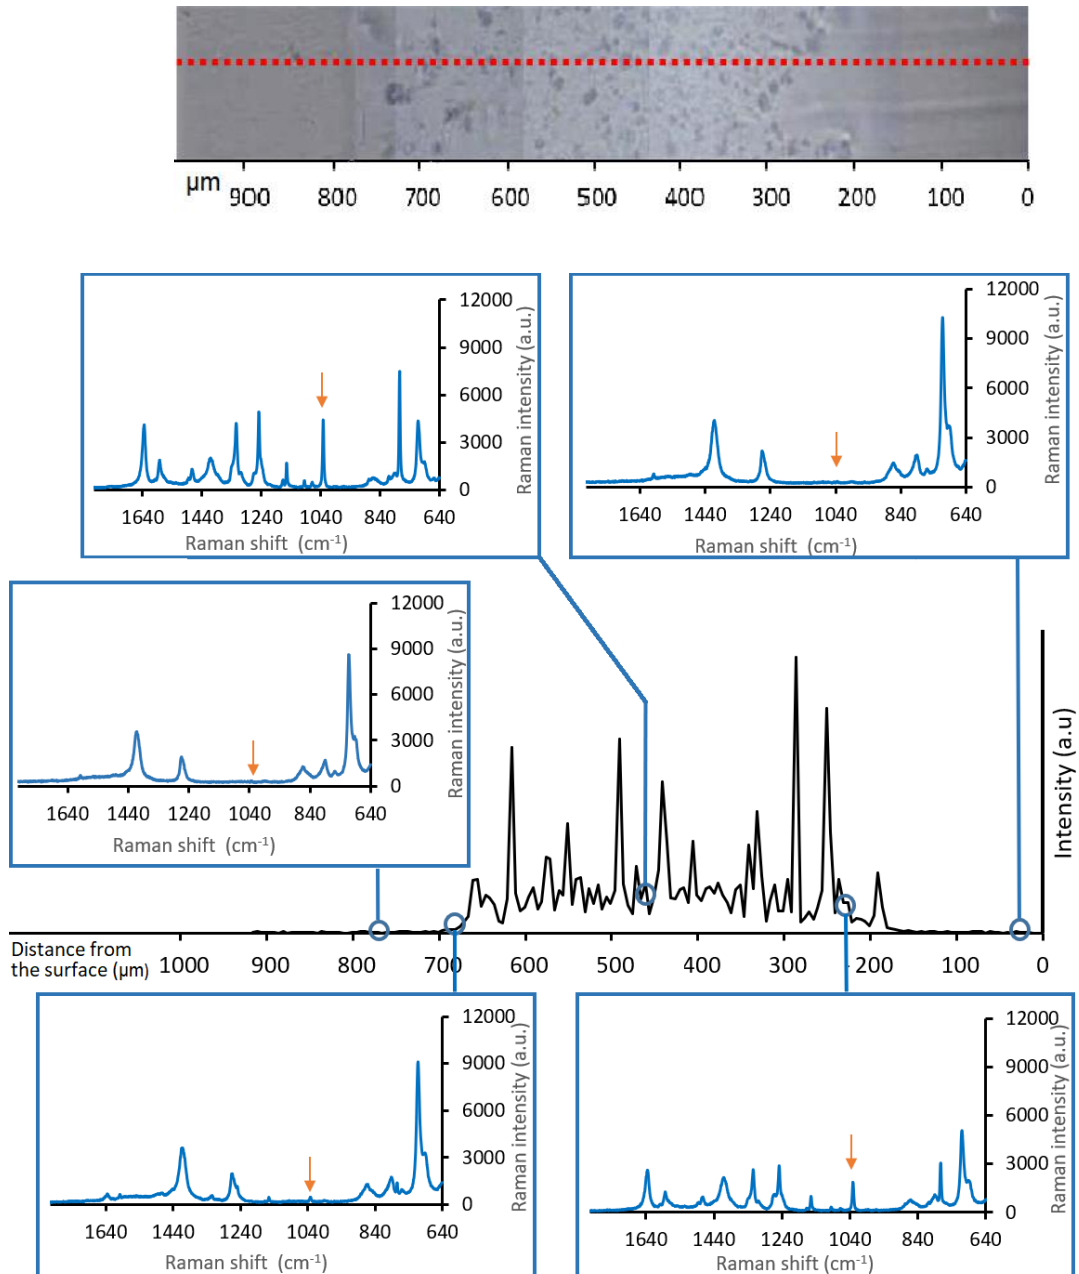 µm
900 800 700 600 500 400 300 200 100 0
12000
9000
6000
3000
0
Raman intensity (a.u.)
1640 1440 1240 1040 840 640
Raman shift (cm-1)
12000
9000
6000
3000
0
Raman intensity (a.u.)
1640 1440 1240 1040 840 640
Raman shift (cm-1)
12000
9000
6000
3000
0
Raman intensity (a.u.)
1640 1440 1240 1040 840 640
Raman shift (cm-1)
Intensity (a.u)
Distance from
the surface (µm) 1000 900 800 700 600 500 400 300 200 100 0
12000
9000
6000
3000
0
Raman intensity (a.u.)
1640 1440 1240 1040 840 640
Raman shift (cm-1)
12000
9000
6000
3000
0
Raman intensity (a.u.)
1640 1440 1240 1040 840 640
Raman shift (cm-1)